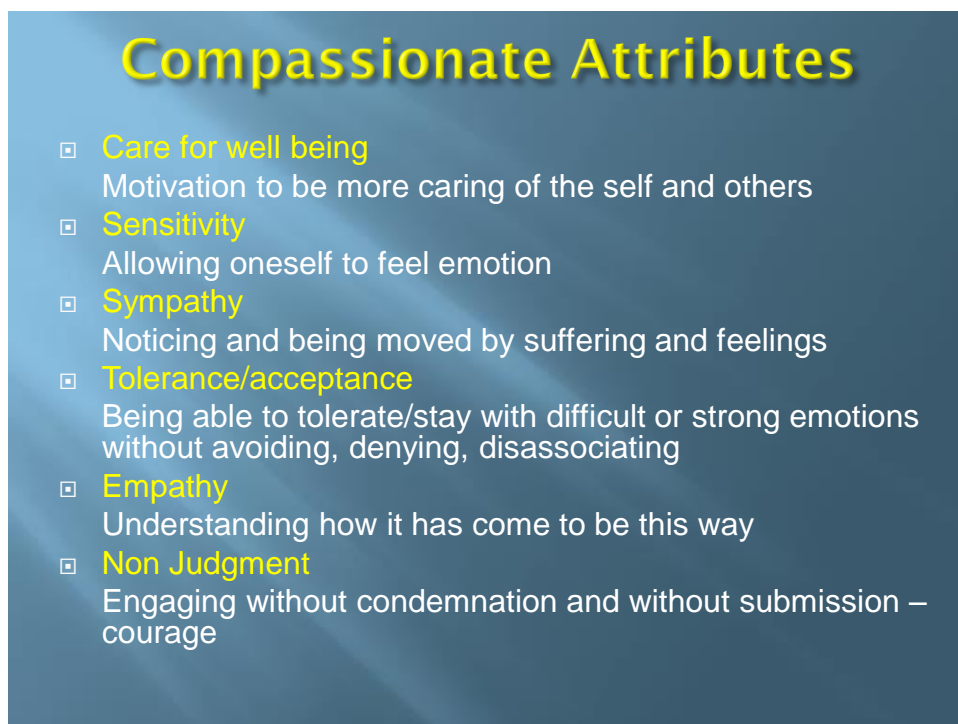 Compassionate Attributes
Care for well being
Motivation to be more caring of the self and others
Sensitivity
Allowing oneself to feel emotion
Sympathy
Noticing and being moved by suffering and feelings
Tolerance/acceptance
Being able to tolerate/stay with difficult or strong emotions
without avoiding, denying, disassociating
Empathy
Understanding how it has come to be this way
Non Judgment
Engaging without condemnation and without submission –
courage